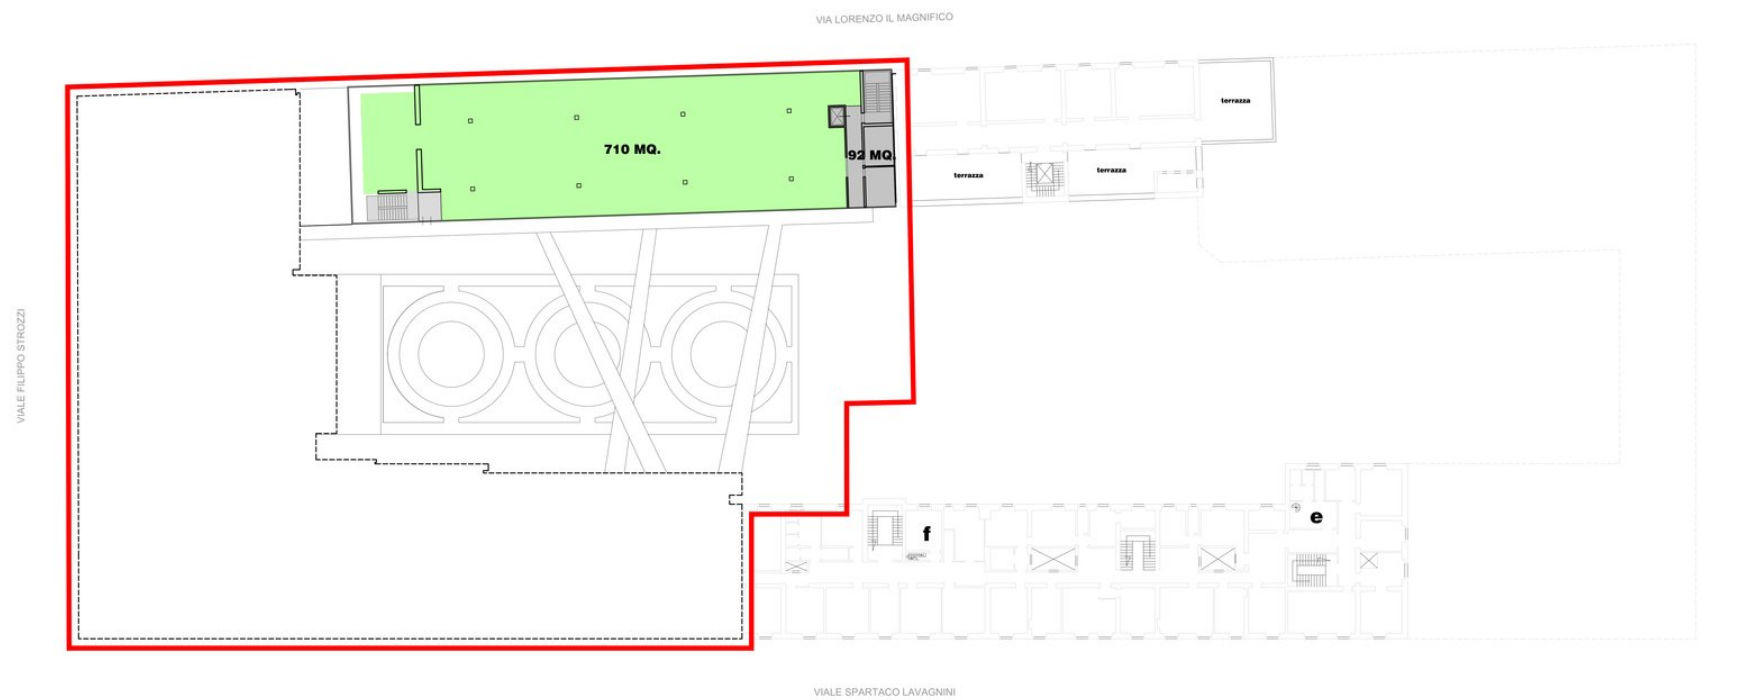 VIA LORENZO IL MAGNIFICO
terrazza
710 MQ.
92 MQ.
terrazza
terrazza
VIALE FILIPPO STROZZI
e
f
VIALE SPARTACO LAVAGNINI